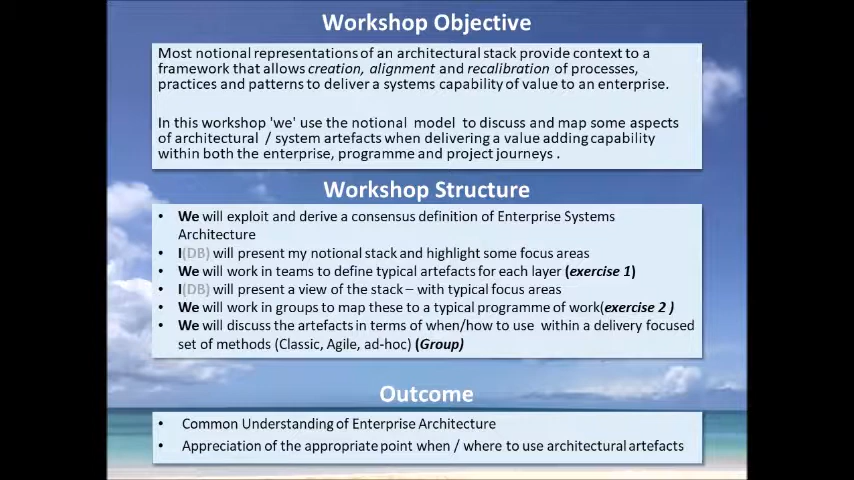 Workshop Objective
Most notional representations of an architectural stack provide context to a
framework that allows creation, alignment and recalibration of processes,
practices and patterns to deliver a systems capability of value to an enterprise.
In this workshop 'we' use the notional model to discuss and map some aspects
of architectural / system artefacts when delivering a value adding capability
within both the enterprise, programme and project journeys .
Workshop Structure
• We will exploit and derive a consensus definition of Enterprise Systems
Architecture
• I(DB) will present my notional stack and highlight some focus areas
• We will work in teams to define typical artefacts for each layer (exercise 1)
• I(DB) will present a view of the stack – with typical focus areas
• We will work in groups to map these to a typical programme of work(exercise 2 )
• We will discuss the artefacts in terms of when/how to use within a delivery focused
set of methods (Classic, Agile, ad-hoc) (Group)
Outcome
• Common Understanding of Enterprise Architecture
• Appreciation of the appropriate point when / where to use architectural artefacts